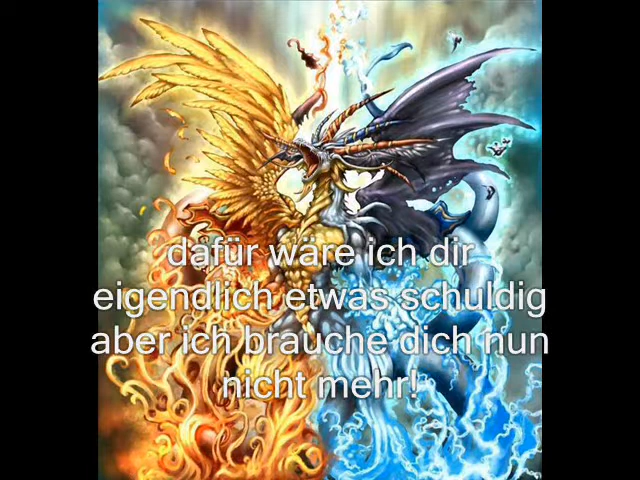 dafür wäre ich dir
eigendlich etwas schuldig
aber ich brauche dich nun
nicht mehr!